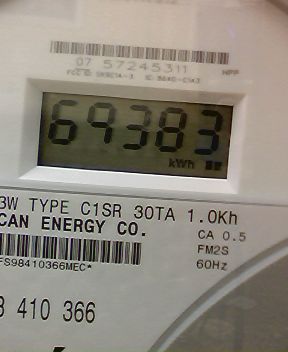 07 57245311
69383
kWh
3W TYPE C1SR 30TA 1.0Kh
CAN ENERGY CO.
CA 0.5
FM2S
FS98410366MEC*
60Hz
3 410 366